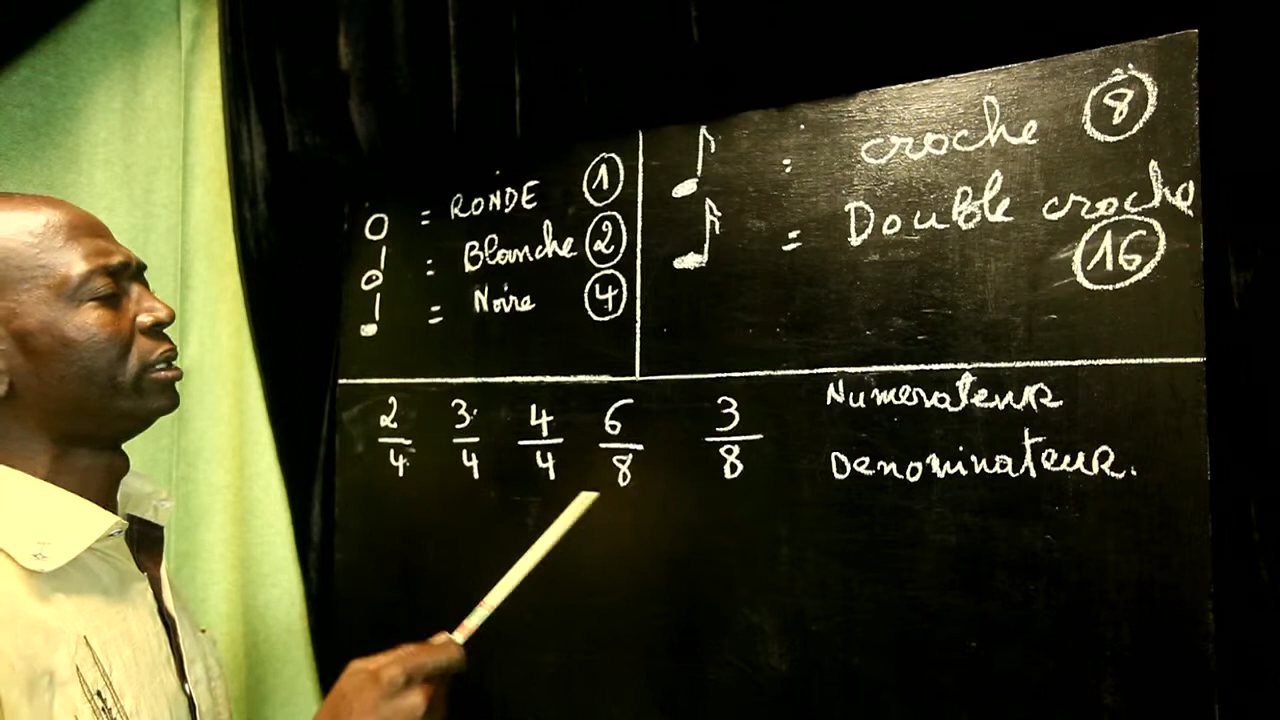 = RONDE 1
: Blanche 2
= Noire 4
: croche 8
= Double croche
16
2/4 3/4 4/4 6/8 3/8
Numerateur
Denominateur.